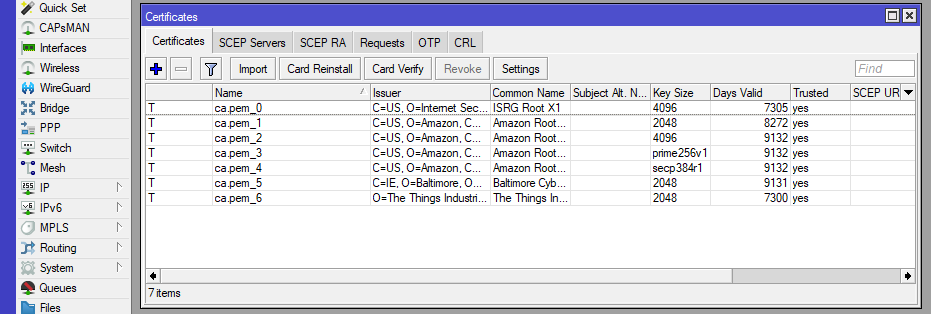 Quick Set
CAPsMAN
Interfaces
Wireless
WireGuard
Bridge
PPP
Switch
Mesh
IP
IPv6
MPLS
Routing
System
Queues
Files
Certificates
Certificates SCEP Servers SCEP RA Requests OTP CRL
Import Card Reinstall Card Verify Revoke Settings Find
Name Issuer Common Name Subject Alt. N... Key Size Days Valid Trusted SCEP UR
T ca.pem_0 C=US, O=Internet Sec... ISRG Root X1 4096 7305 yes
T ca.pem_1 C=US, O=Amazon, C... Amazon Root... 2048 8272 yes
T ca.pem_2 C=US, O=Amazon, C... Amazon Root... 4096 9132 yes
T ca.pem_3 C=US, O=Amazon, C... Amazon Root... prime256v1 9132 yes
T ca.pem_4 C=US, O=Amazon, C... Amazon Root... secp384r1 9132 yes
T ca.pem_5 C=IE, O=Baltimore, O... Baltimore Cyb... 2048 9131 yes
T ca.pem_6 O=The Things Industri... The Things In... 2048 7300 yes
7 items